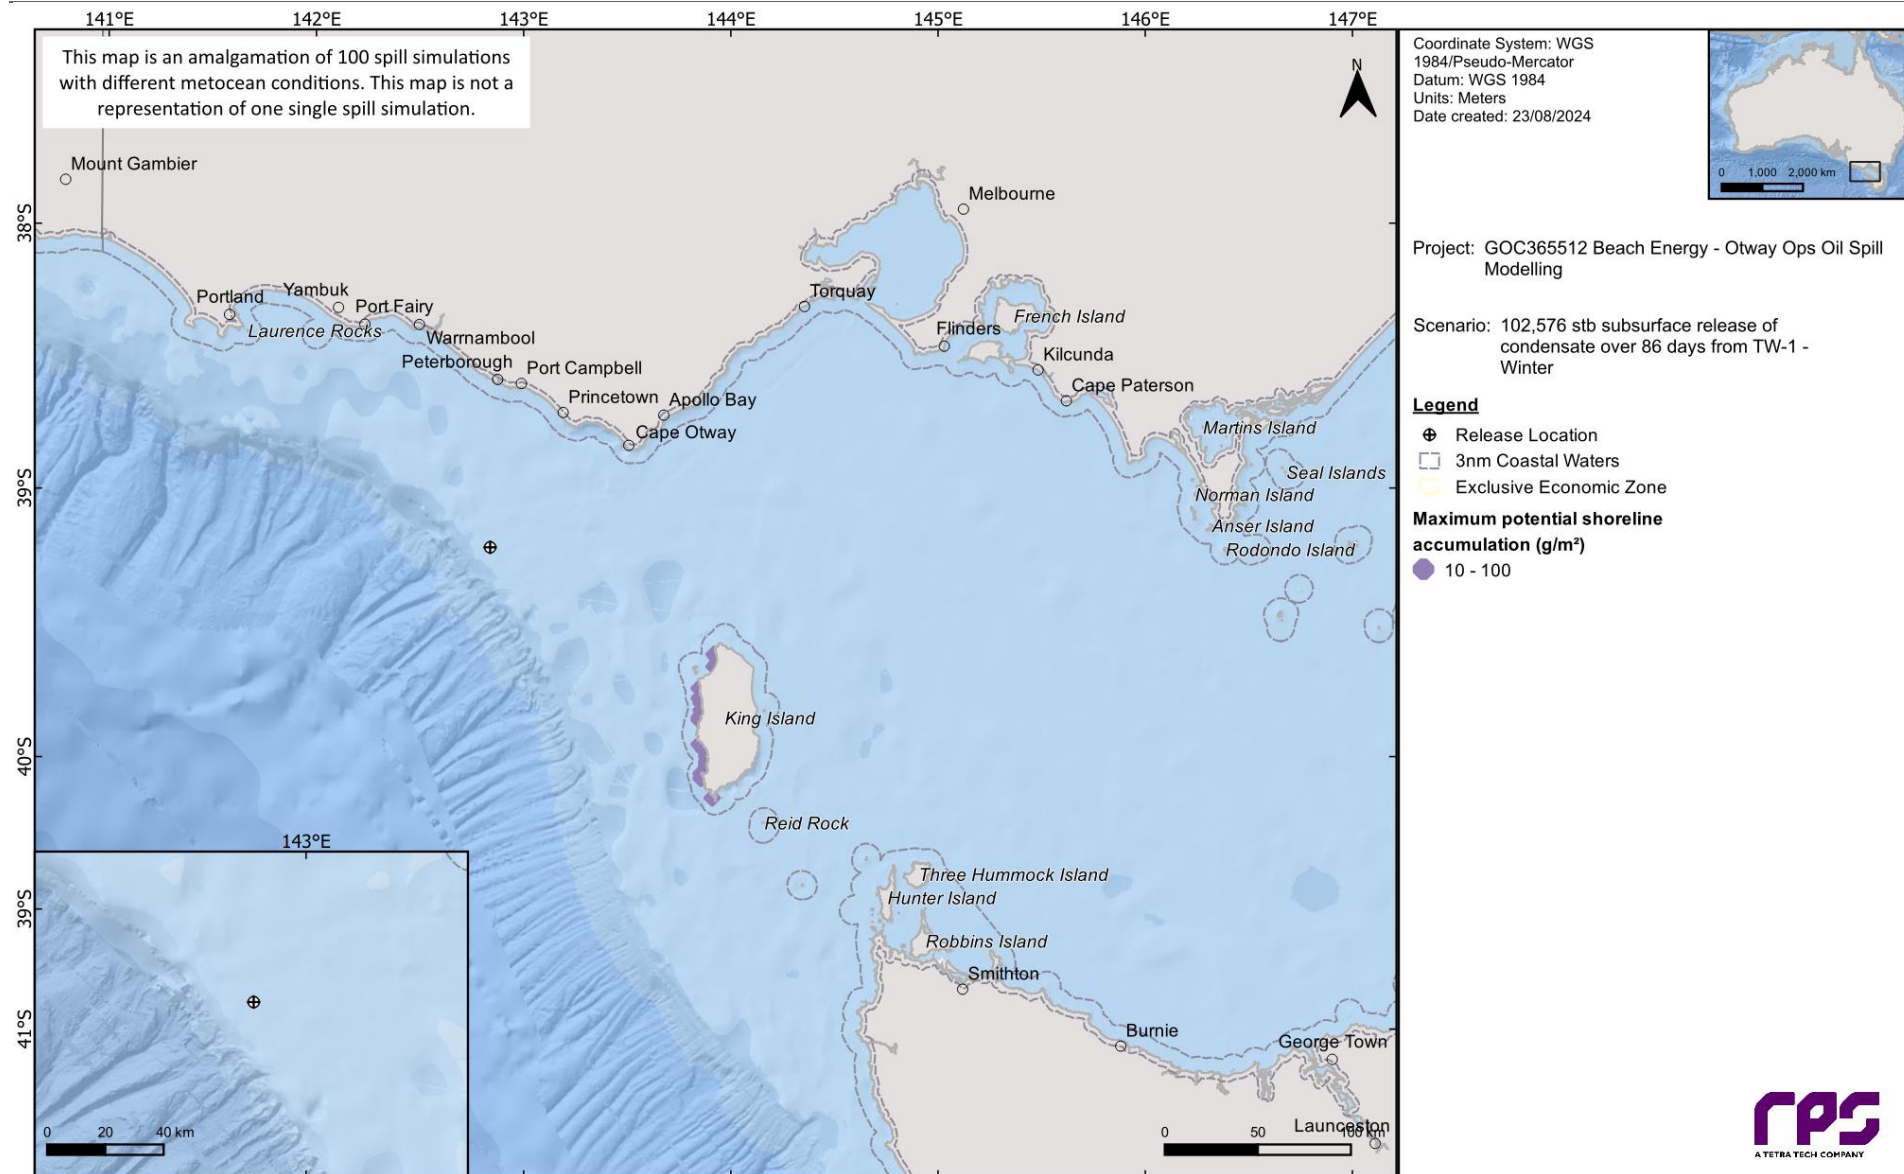 141°E
142°E
143°E
144°E
145°E
146°E
147°E
This map is an amalgamation of 100 spill simulations
with different metocean conditions. This map is not a
representation of one single spill simulation.
N
Mount Gambier
Melbourne
38°S
Portland
Yambuk
Port Fairy
Laurence Rocks
Warrnambool
Torquay
French Island
Flinders
Peterborough
Port Campbell
Kilcunda
Princetown
Apollo Bay
Cape Paterson
Cape Otway
Martins Island
Seal Islands
39°S
Norman Island
Anser Island
Rodondo Island
King Island
40°S
Reid Rock
Three Hummock Island
Hunter Island
Robbins Island
Smithton
41°S
Burnie
George Town
Launceston
0 50 100 km
143°E
39°S
0 20 40 km
Coordinate System: WGS
1984/Pseudo-Mercator
Datum: WGS 1984
Units: Meters
Date created: 23/08/2024
0 1,000 2,000 km
Project: GOC365512 Beach Energy - Otway Ops Oil Spill
Modelling
Scenario: 102,576 stb subsurface release of
condensate over 86 days from TW-1 -
Winter
Legend
Release Location
3nm Coastal Waters
Exclusive Economic Zone
Maximum potential shoreline
accumulation (g/m²)
10 - 100
rps
A TETRA TECH COMPANY